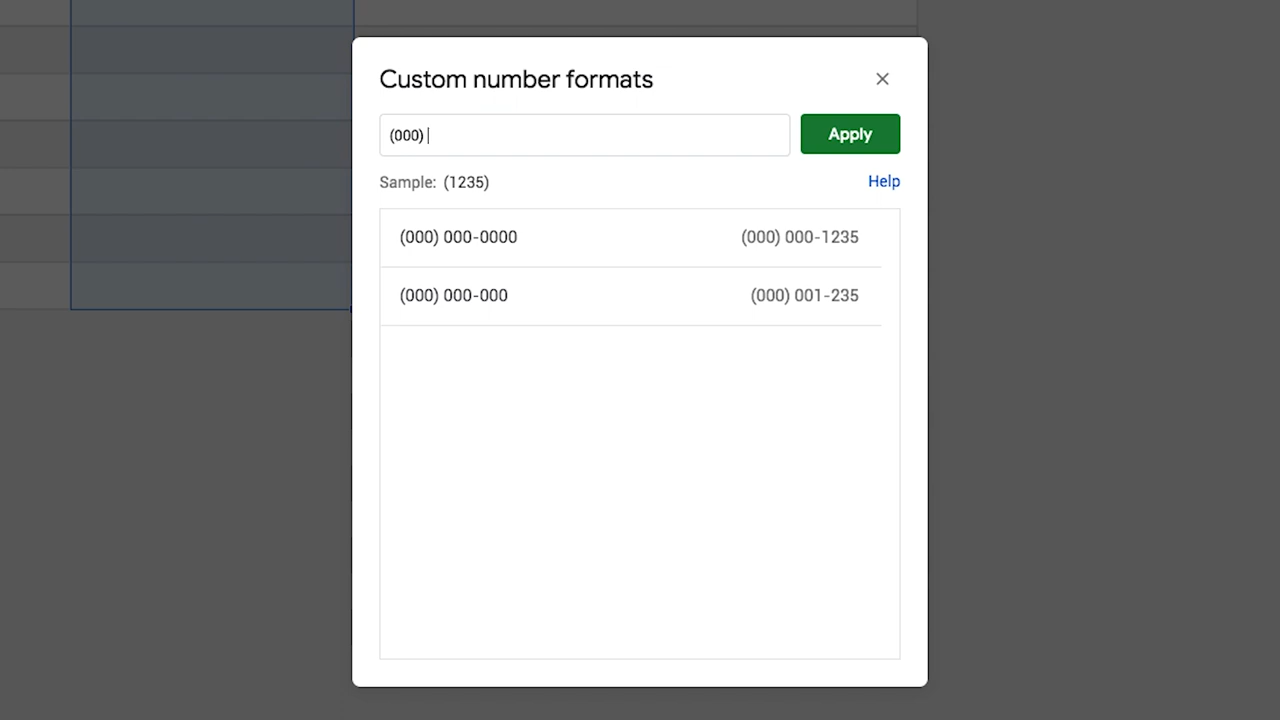 Custom number formats
(000)
Apply
Sample: (1235)
Help
(000) 000-0000 (000) 000-1235
(000) 000-000 (000) 001-235